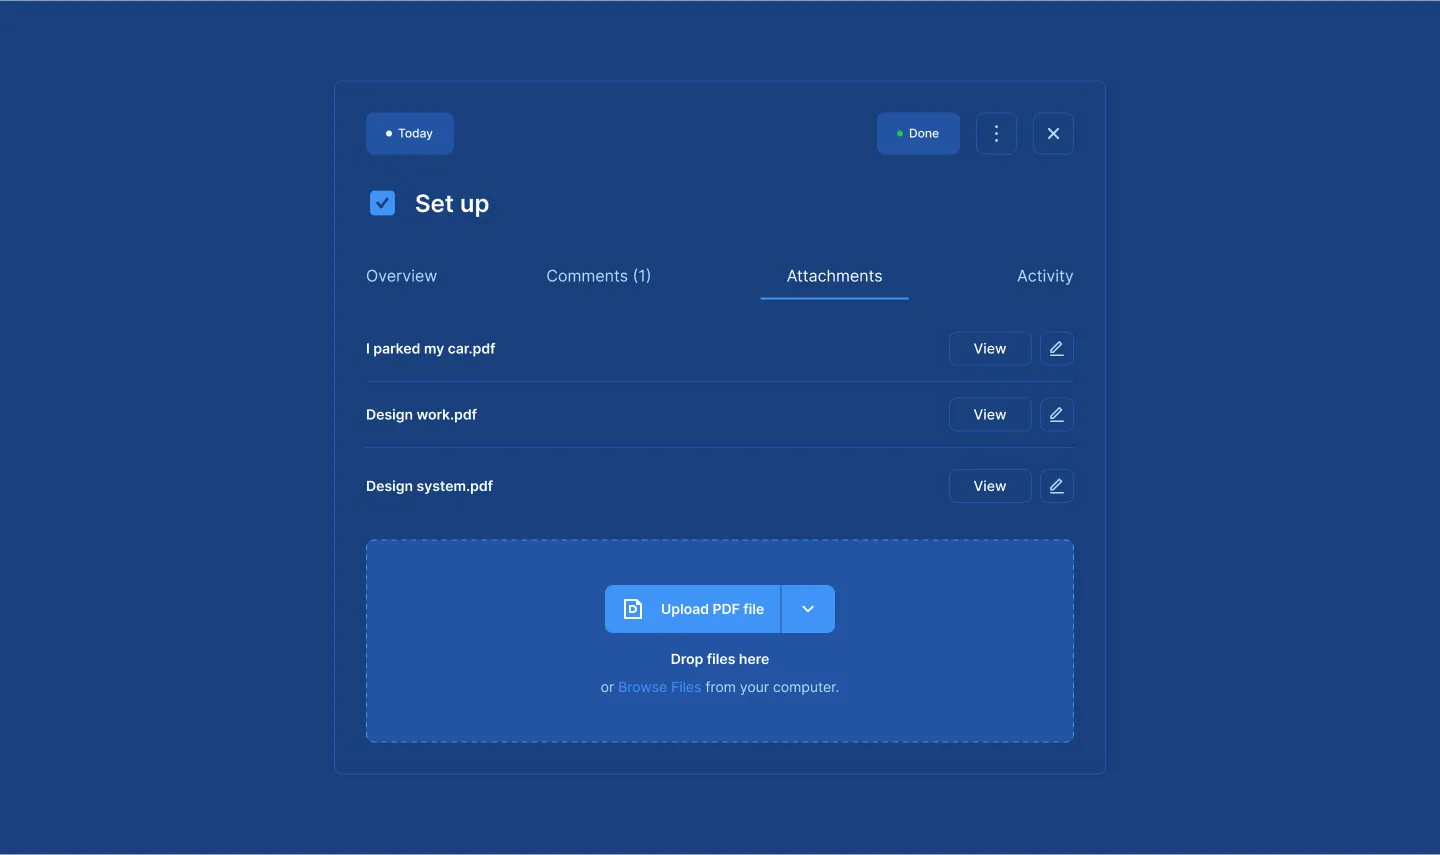 Today
Done
Set up
Overview
Comments (1)
Attachments
Activity
I parked my car.pdf
View
Design work.pdf
View
Design system.pdf
View
Upload PDF file
Drop files here
or Browse Files from your computer.